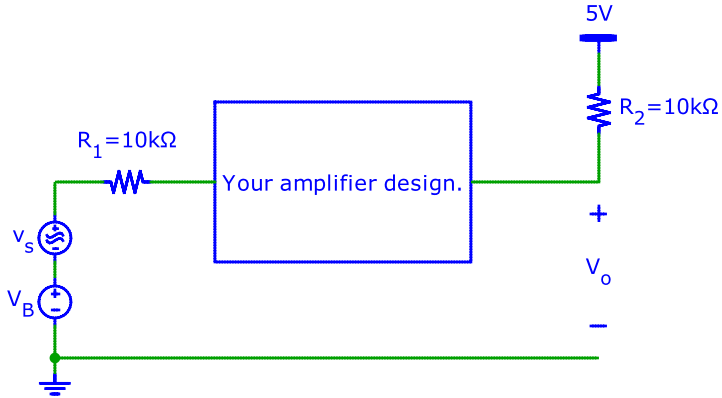 5V
R2=10kΩ
R1=10kΩ
Your amplifier design.
vs
+
-
VB
+
-
+
Vo
-